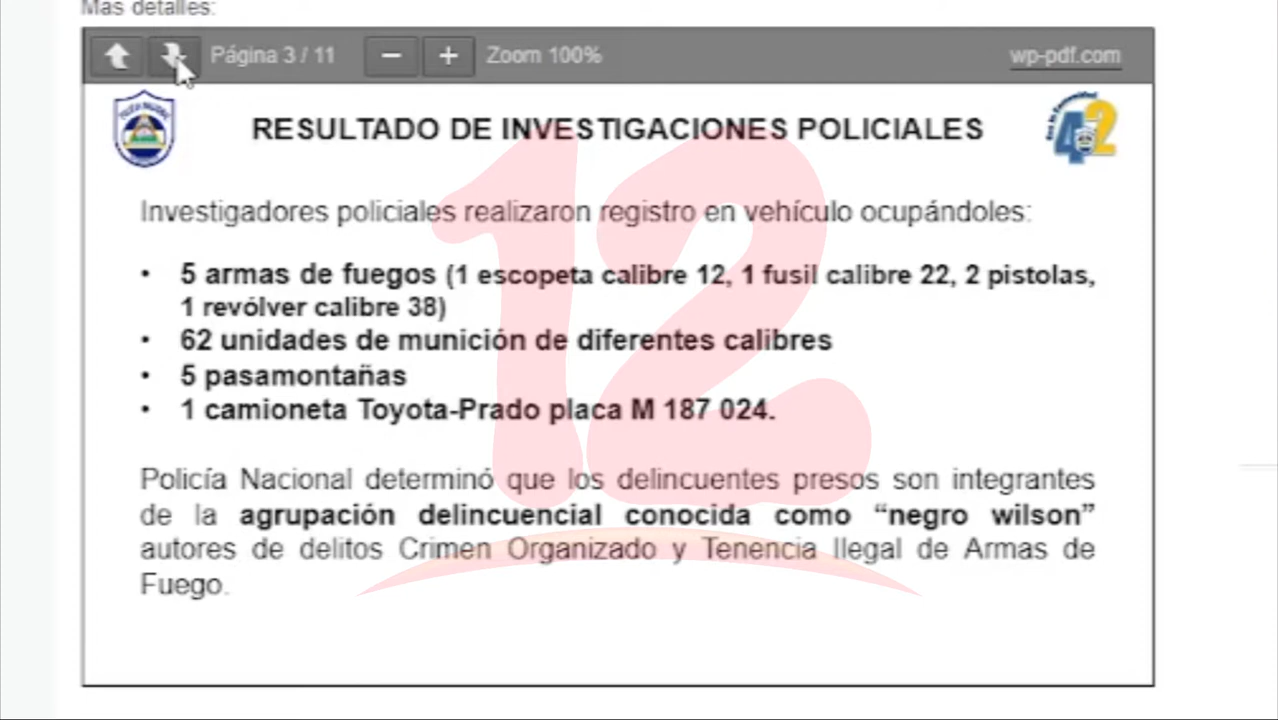 Mas detalles:
Página 3 / 11
Zoom 100%
wp-pdf.com
RESULTADO DE INVESTIGACIONES POLICIALES
42
Investigadores policiales realizaron registro en vehículo ocupándoles:
• 5 armas de fuegos (1 escopeta calibre 12, 1 fusil calibre 22, 2 pistolas,
1 revólver calibre 38)
• 62 unidades de munición de diferentes calibres
• 5 pasamontañas
• 1 camioneta Toyota-Prado placa M 187 024.
Policía Nacional determinó que los delincuentes presos son integrantes
de la agrupación delincuencial conocida como “negro wilson”
autores de delitos Crimen Organizado y Tenencia Ilegal de Armas de
Fuego.
12